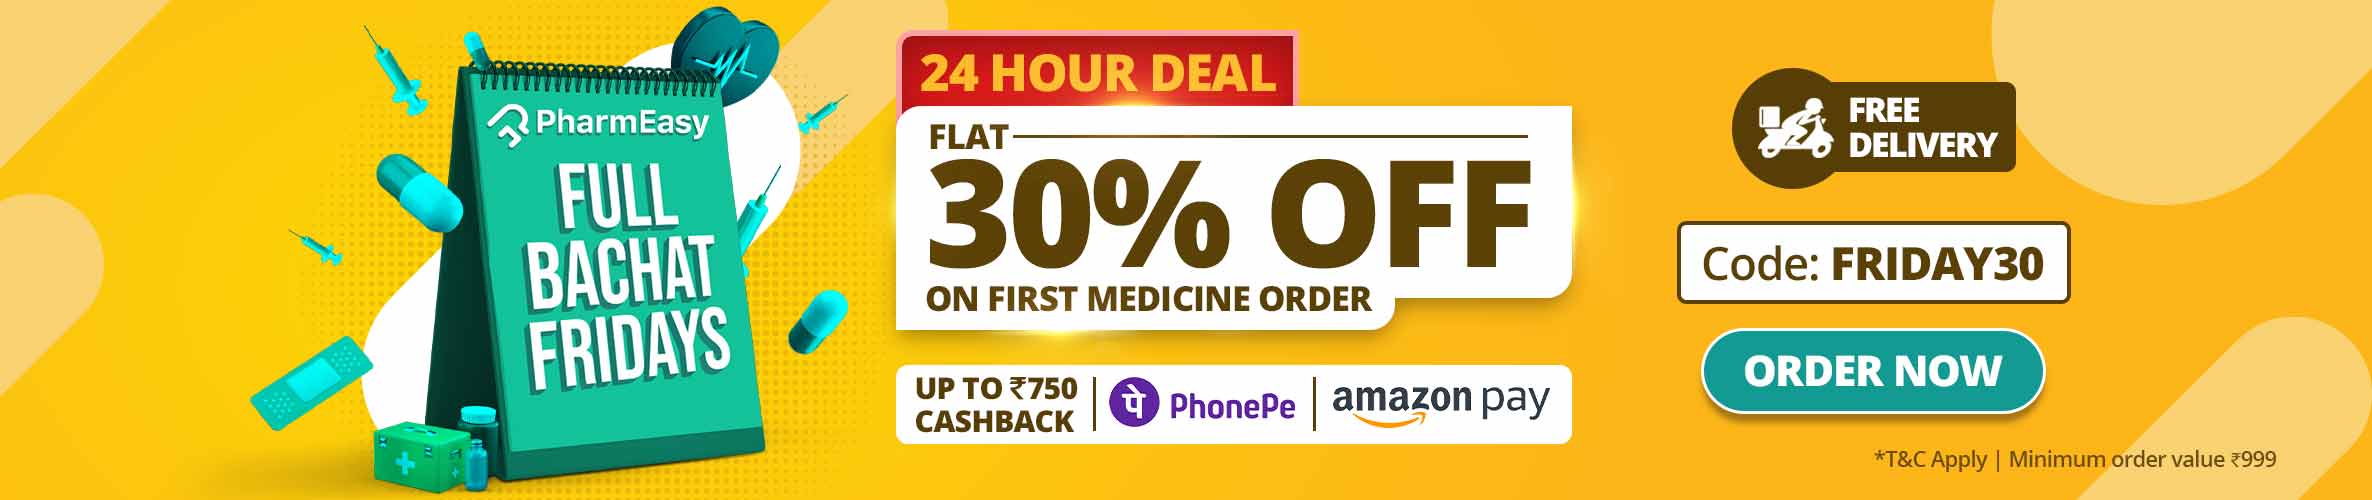 PharmEasy
FULL
BACHAT
FRIDAYS
24 HOUR DEAL
FLAT
30% OFF
ON FIRST MEDICINE ORDER
UP TO ₹750
CASHBACK
पे PhonePe
amazon pay
FREE
DELIVERY
Code: FRIDAY30
ORDER NOW
*T&C Apply | Minimum order value ₹999